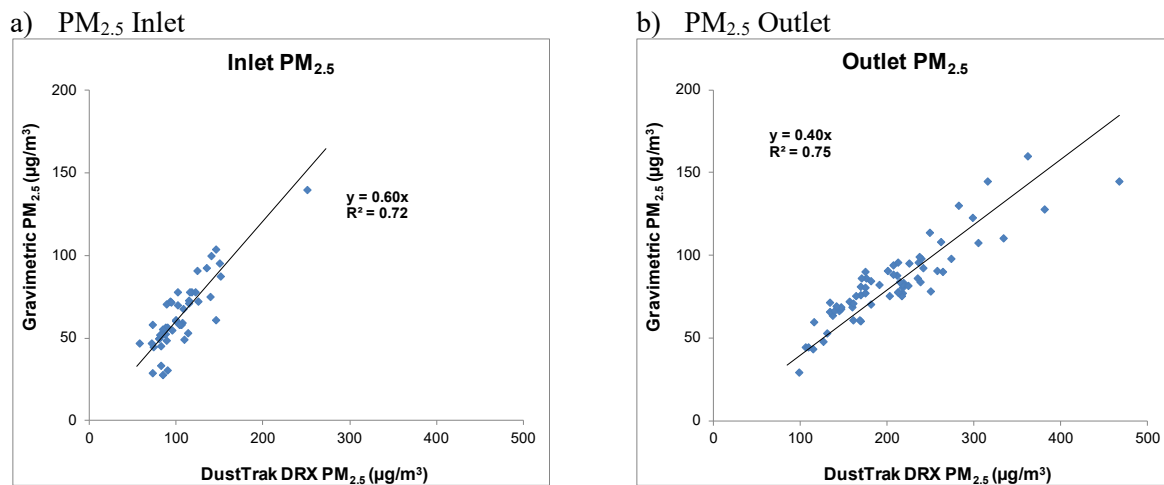 a) PM₂.₅ Inlet
Inlet PM₂.₅
Gravimetric PM₂.₅ (µg/m³)
200
150
100
50
0
y = 0.60x
R² = 0.72
0 100 200 300 400 500
DustTrak DRX PM₂.₅ (µg/m³)
b) PM₂.₅ Outlet
Outlet PM₂.₅
Gravimetric PM₂.₅ (µg/m³)
200
150
100
50
0
y = 0.40x
R² = 0.75
0 100 200 300 400 500
DustTrak DRX PM₂.₅ (µg/m³)